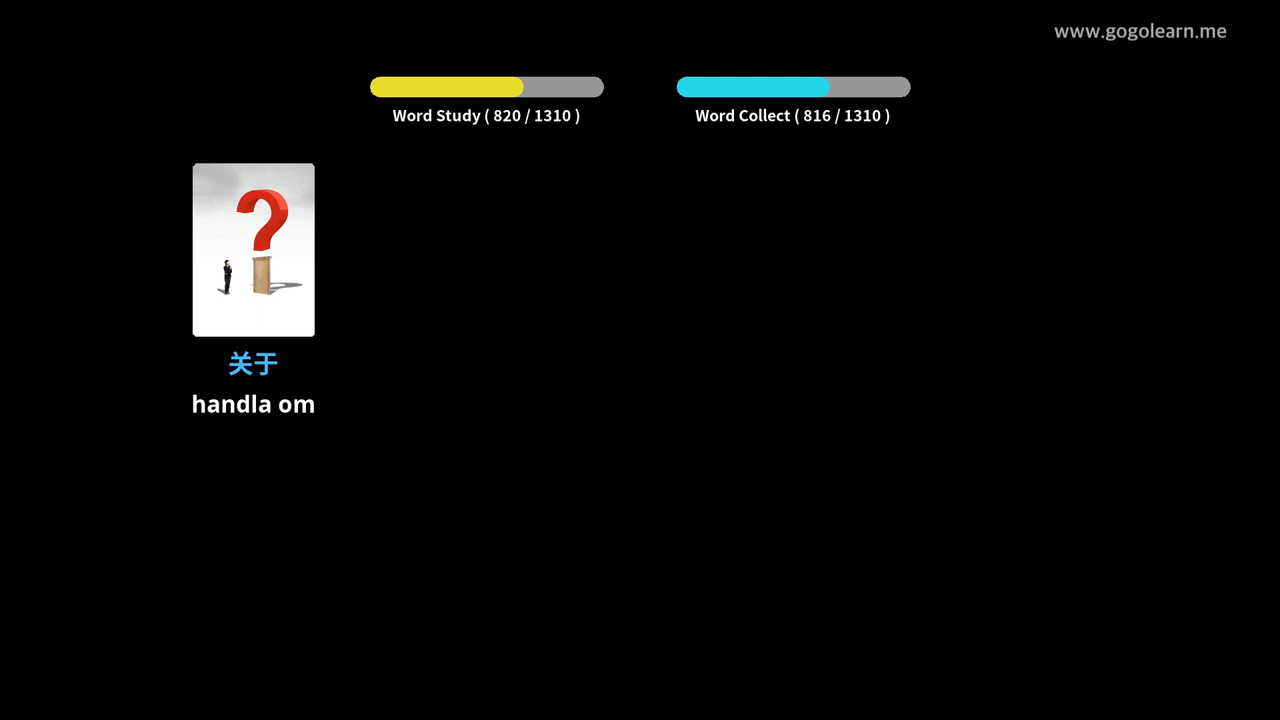 www.gogolearn.me
Word Study ( 820 / 1310 )
Word Collect ( 816 / 1310 )
?
关于
handla om